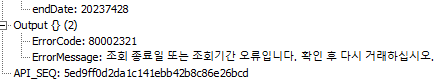 endDate: 20237428
Output {} (2)
ErrorCode: 80002321
ErrorMessage: 조회 종료일 또는 조회기간 오류입니다. 확인 후 다시 거래하십시오.
API_SEQ: 5ed9ff0d2da1c141ebb42b8c86e26bcd